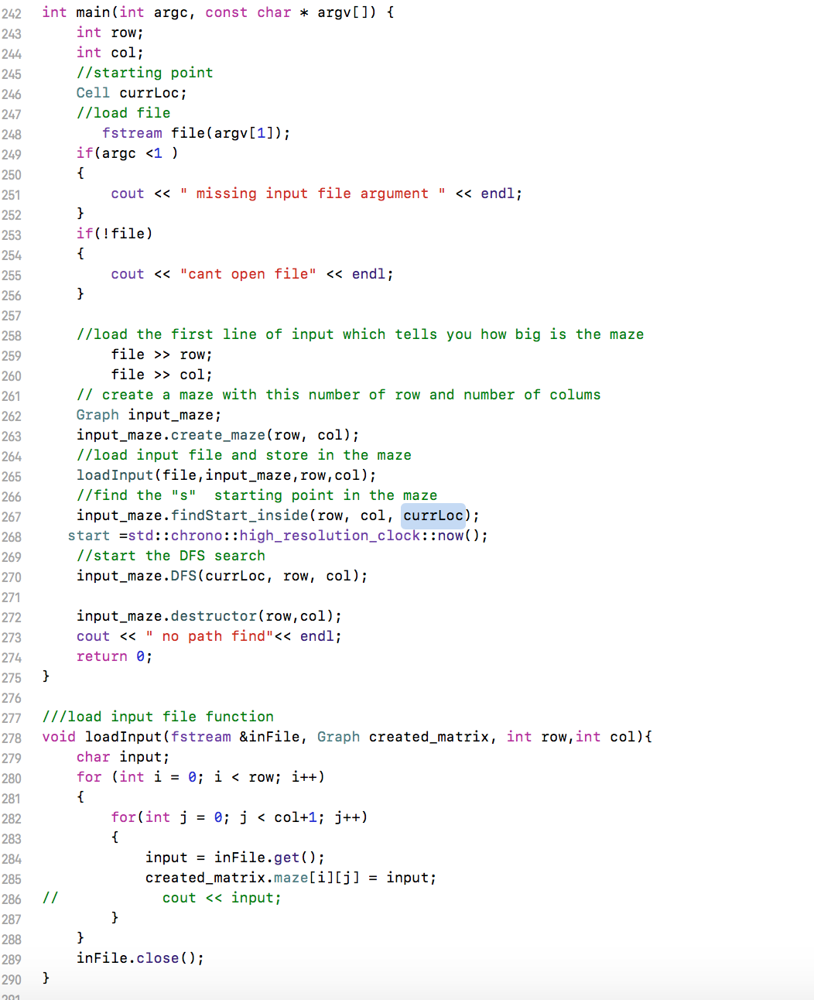 242 int main(int argc, const char * argv[]) {
243     int row;
244     int col;
245     //starting point
246     Cell currLoc;
247     //load file
248        fstream file(argv[1]);
249     if(argc <1 )
250     {
251         cout << " missing input file argument " << endl;
252     }
253     if(!file)
254     {
255         cout << "cant open file" << endl;
256     }
257
258     //load the first line of input which tells you how big is the maze
259         file >> row;
260         file >> col;
261     // create a maze with this number of row and number of colums
262     Graph input_maze;
263     input_maze.create_maze(row, col);
264     //load input file and store in the maze
265     loadInput(file,input_maze,row,col);
266     //find the "s"  starting point in the maze
267     input_maze.findStart_inside(row, col, currLoc);
268    start =std::chrono::high_resolution_clock::now();
269     //start the DFS search
270     input_maze.DFS(currLoc, row, col);
271
272     input_maze.destructor(row,col);
273     cout << " no path find"<< endl;
274     return 0;
275 }
276
277 ///load input file function
278 void loadInput(fstream &inFile, Graph created_matrix, int row,int col){
279     char input;
280     for (int i = 0; i < row; i++)
281     {
282         for(int j = 0; j < col+1; j++)
283         {
284             input = inFile.get();
285             created_matrix.maze[i][j] = input;
286 //            cout << input;
287         }
288     }
289     inFile.close();
290 }
291